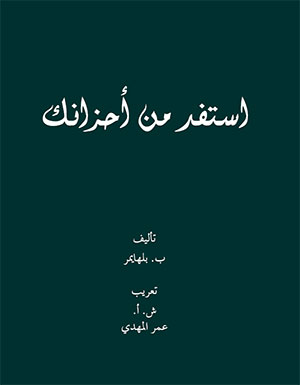 استفد من أحزانك
تأليف
ب. بلهايمر
تعريب
ش. أ.
عمر المهدي